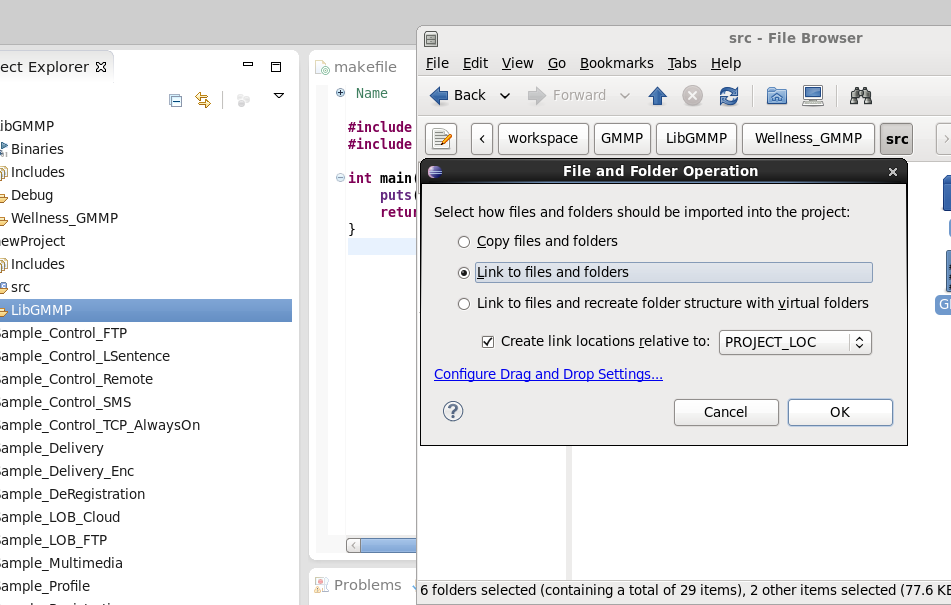 src - File Browser
File Edit View Go Bookmarks Tabs Help
Back Forward
workspace GMMP LibGMMP Wellness_GMMP src
ect Explorer
ibGMMP
Binaries
Includes
Debug
Wellness_GMMP
ewProject
Includes
src
LibGMMP
ample_Control_FTP
ample_Control_LSentence
ample_Control_Remote
ample_Control_SMS
ample_Control_TCP_AlwaysOn
ample_Delivery
ample_Delivery_Enc
ample_DeRegistration
ample_LOB_Cloud
ample_LOB_FTP
ample_Multimedia
ample_Profile
makefile
Name
#include
#include
int main(
puts(
retur
}
File and Folder Operation
Select how files and folders should be imported into the project:
Copy files and folders
Link to files and folders
Link to files and recreate folder structure with virtual folders
Create link locations relative to: PROJECT_LOC
Configure Drag and Drop Settings...
Cancel OK
Problems
6 folders selected (containing a total of 29 items), 2 other items selected (77.6 KB